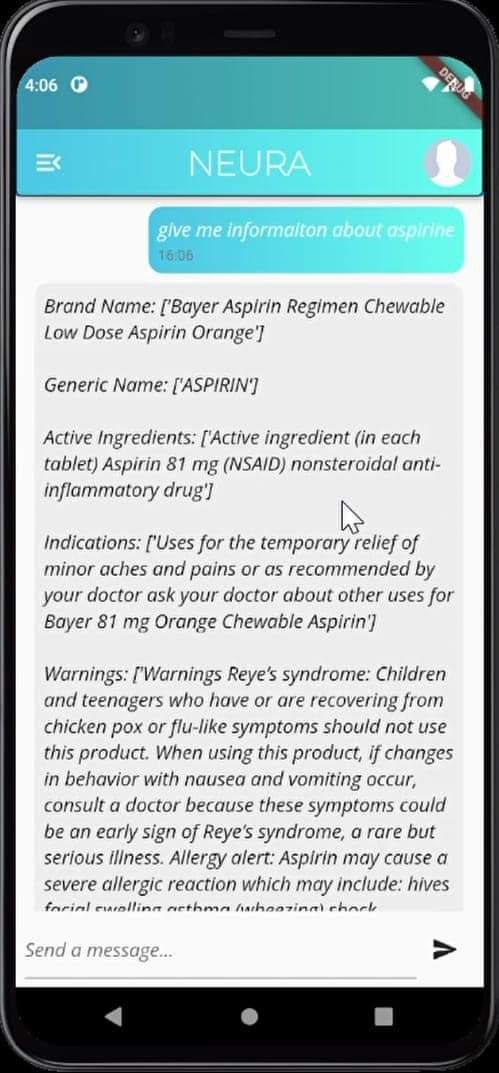 4:06
DEBUG
NEURA
give me informaiton about aspirine
16:06
Brand Name: ['Bayer Aspirin Regimen Chewable
Low Dose Aspirin Orange']
Generic Name: ['ASPIRIN']
Active Ingredients: ['Active ingredient (in each
tablet) Aspirin 81 mg (NSAID) nonsteroidal anti-
inflammatory drug']
Indications: ['Uses for the temporary relief of
minor aches and pains or as recommended by
your doctor ask your doctor about other uses for
Bayer 81 mg Orange Chewable Aspirin']
Warnings: ['Warnings Reye’s syndrome: Children
and teenagers who have or are recovering from
chicken pox or flu-like symptoms should not use
this product. When using this product, if changes
in behavior with nausea and vomiting occur,
consult a doctor because these symptoms could
be an early sign of Reye’s syndrome, a rare but
serious illness. Allergy alert: Aspirin may cause a
severe allergic reaction which may include: hives
facial swelling asthma (wheezing) shock
Send a message...